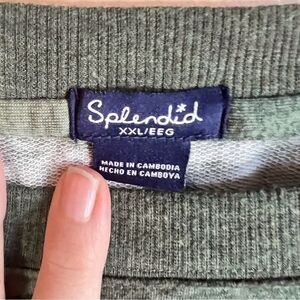 Splendid
XXL/EEG
MADE IN CAMBODIA
HECHO EN CAMBOYA